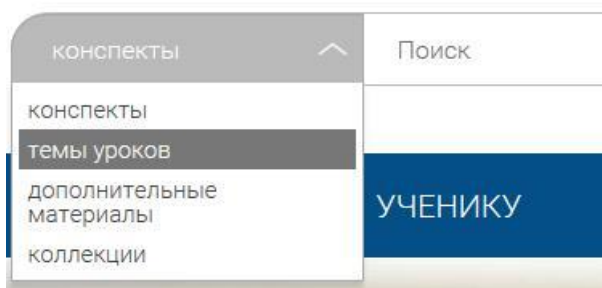 конспекты
Поиск
конспекты
темы уроков
дополнительные
материалы
УЧЕНИКУ
коллекции